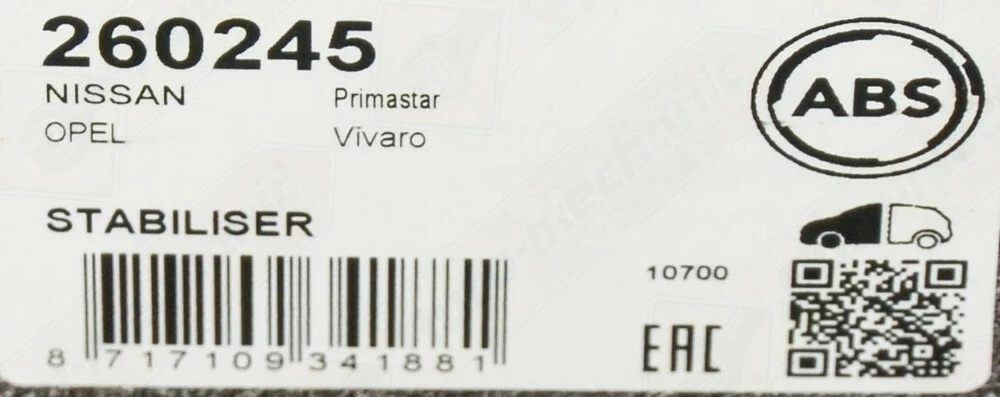 260245
NISSAN Primastar
OPEL Vivaro
ABS
STABILISER
10700
EAC
8 717109 341881